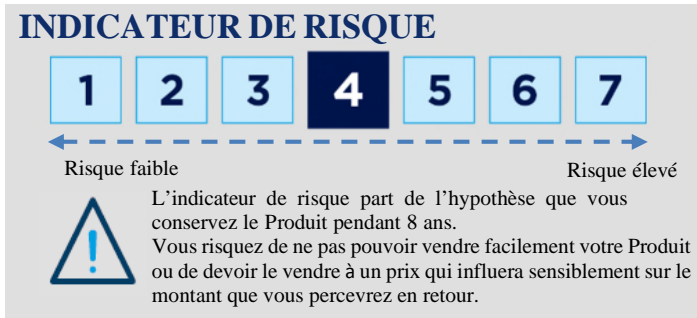 INDICATEUR DE RISQUE
1 2 3 4 5 6 7
Risque faible Risque élevé
L'indicateur de risque part de l'hypothèse que vous
conservez le Produit pendant 8 ans.
Vous risquez de ne pas pouvoir vendre facilement votre Produit
ou de devoir le vendre à un prix qui influera sensiblement sur le
montant que vous percevrez en retour.